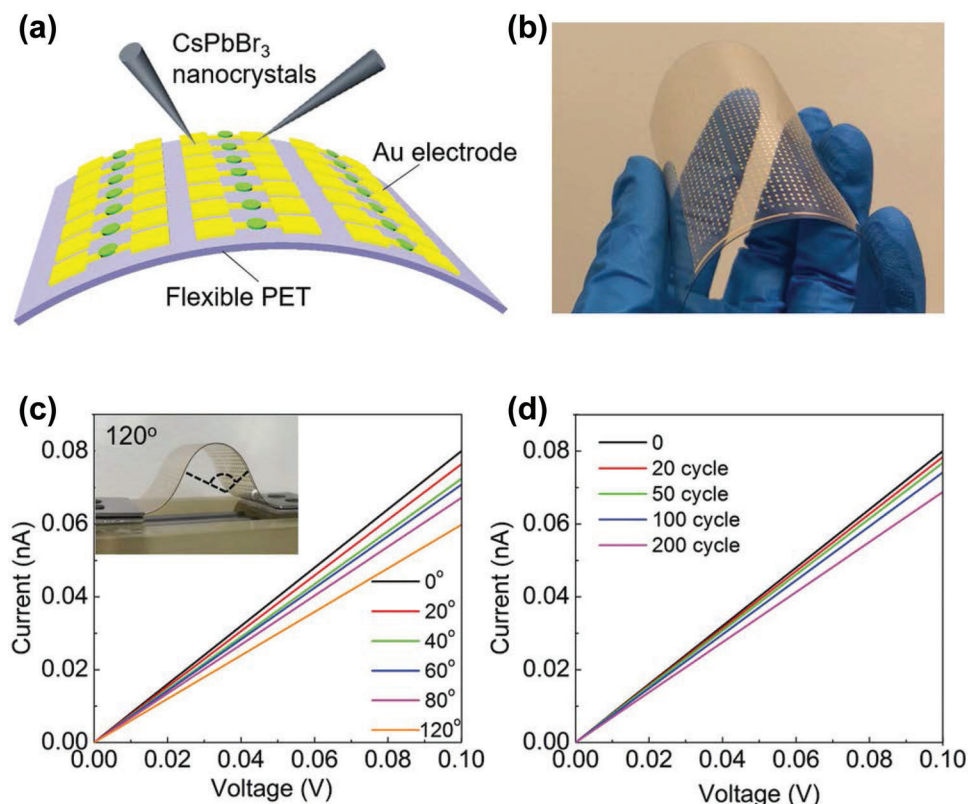 (a)
CsPbBr₃
nanocrystals
Au electrode
Flexible PET
(b)
(c)
120°
Current (nA)
0.08
0.06
0.04
0.02
0.00
0°
20°
40°
60°
80°
120°
0.00 0.02 0.04 0.06 0.08 0.10
Voltage (V)
(d)
0
20 cycle
50 cycle
100 cycle
200 cycle
Current (nA)
0.08
0.06
0.04
0.02
0.00
0.00 0.02 0.04 0.06 0.08 0.10
Voltage (V)